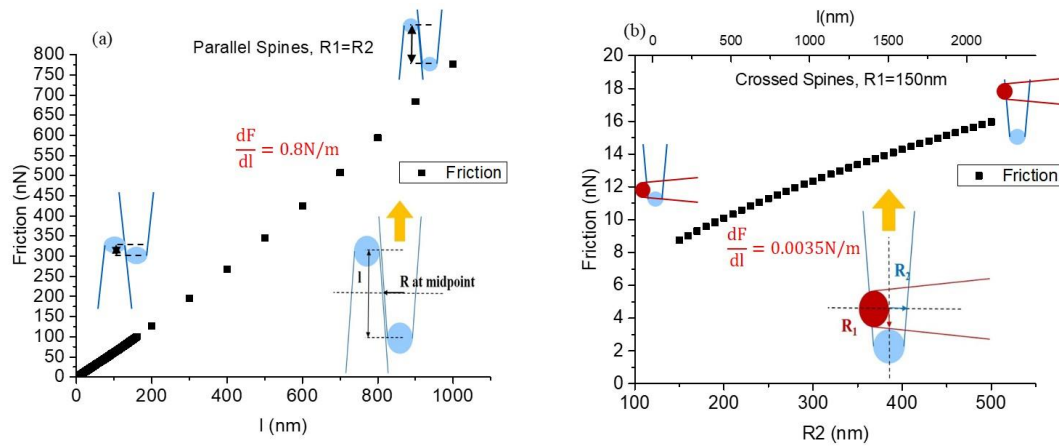 (a)
Parallel Spines, R1=R2
Friction (nN)
800
750
700
650
600
550
500
450
400
350
300
250
200
150
100
50
0
dF
dl
= 0.8N/m
Friction
l
R at midpoint
0 200 400 600 800 1000
l (nm)
(b)
l(nm)
0 500 1000 1500 2000
Crossed Spines, R1=150nm
Friction (nN)
20
18
16
14
12
10
8
6
4
2
0
Friction
dF
dl
= 0.0035N/m
R2
R1
100 200 300 400 500
R2 (nm)